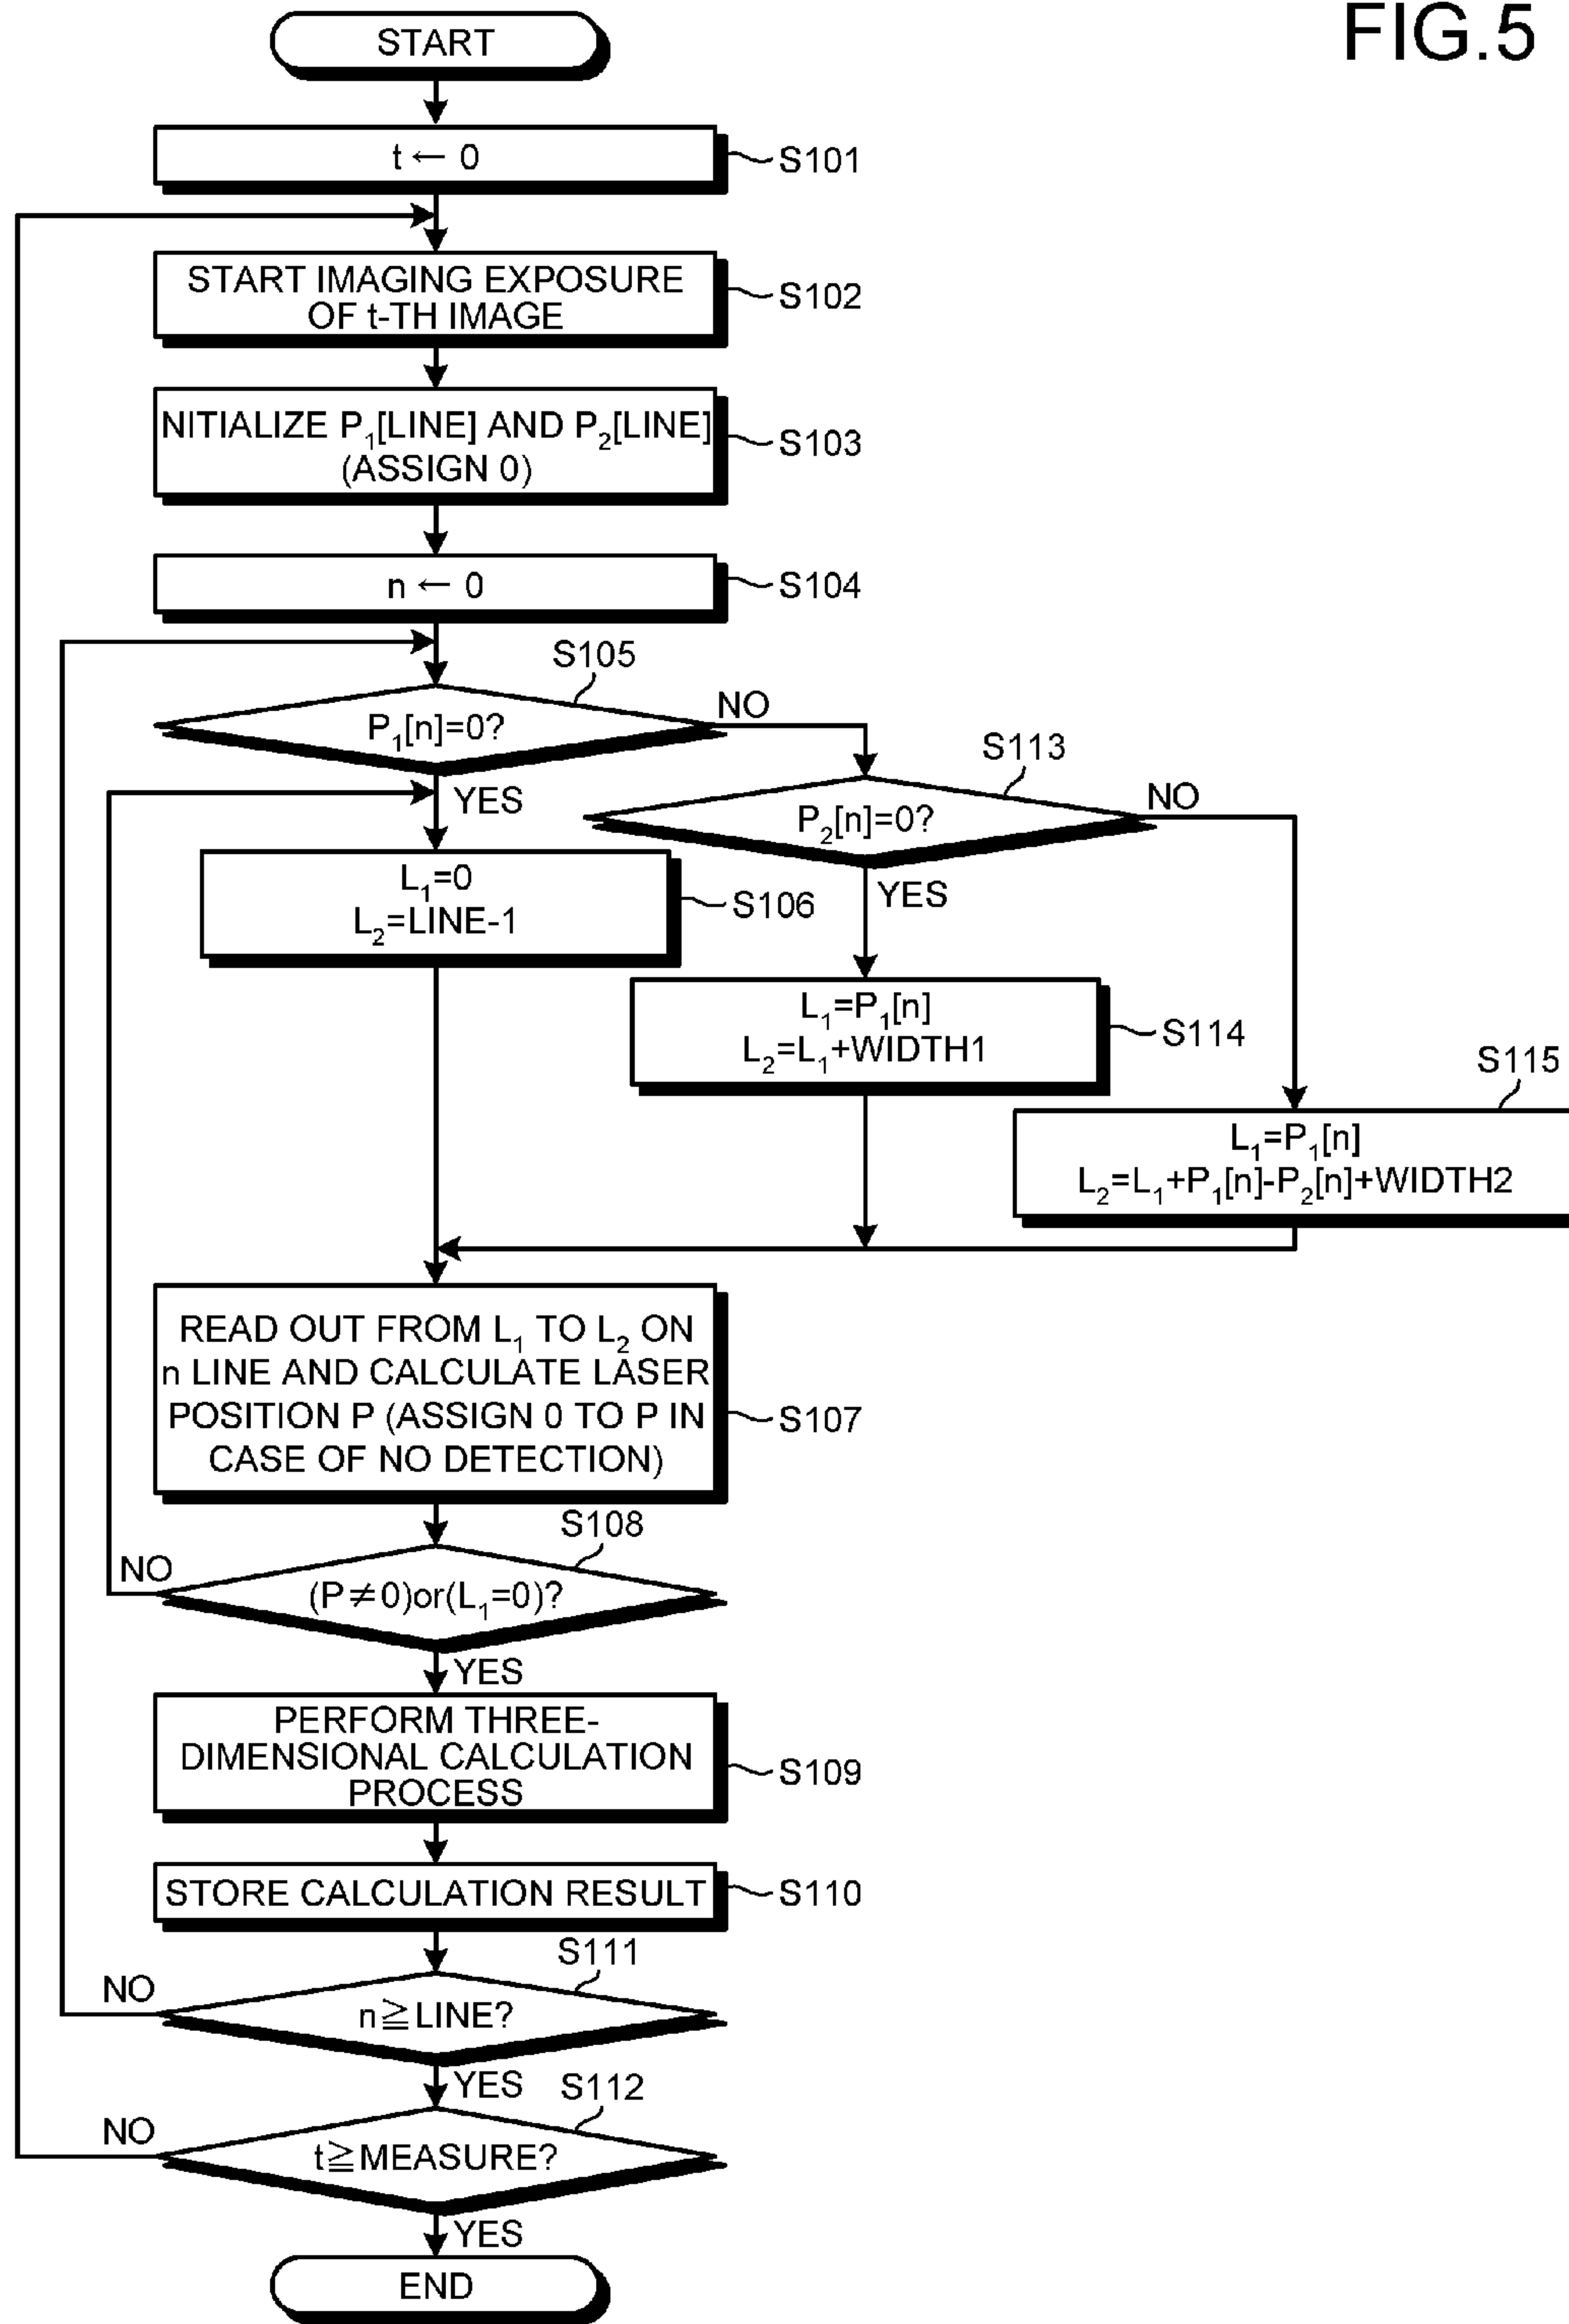 FIG.5
START
t ← 0
S101
START IMAGING EXPOSURE
OF t-TH IMAGE
S102
NITIALIZE P₁[LINE] AND P₂[LINE]
(ASSIGN 0)
S103
n ← 0
S104
S105
P₁[n]=0?
NO
YES
S113
P₂[n]=0?
NO
YES
L₁=0
L₂=LINE-1
S106
L₁=P₁[n]
L₂=L₁+WIDTH1
S114
S115
L₁=P₁[n]
L₂=L₁+P₁[n]-P₂[n]+WIDTH2
READ OUT FROM L₁ TO L₂ ON
n LINE AND CALCULATE LASER
POSITION P (ASSIGN 0 TO P IN
CASE OF NO DETECTION)
S107
S108
NO
(P≠0)or(L₁=0)?
YES
PERFORM THREE-
DIMENSIONAL CALCULATION
PROCESS
S109
STORE CALCULATION RESULT
S110
S111
NO
n≧LINE?
YES
S112
NO
t≧MEASURE?
YES
END